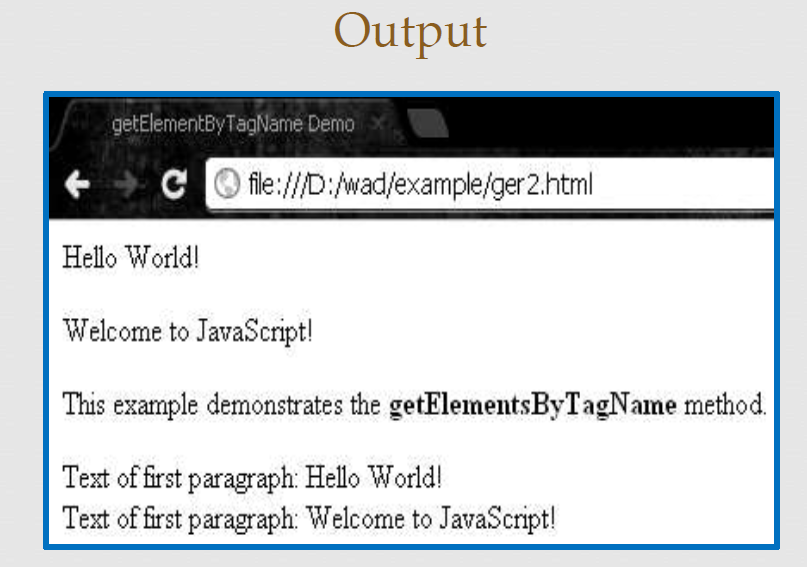 Output
getElementByTagName Demo
file:///D:/wad/example/ger2.html
Hello World!
Welcome to JavaScript!
This example demonstrates the getElementsByTagName method.
Text of first paragraph: Hello World!
Text of first paragraph: Welcome to JavaScript!